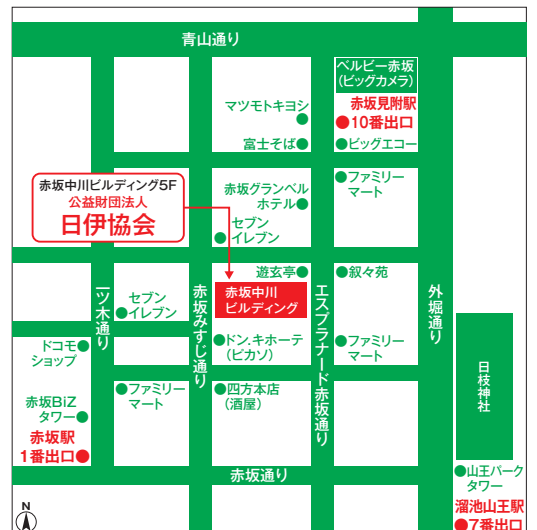 青山通り
ベルビー赤坂
(ビッグカメラ)
マツモトキヨシ
赤坂見附駅
10番出口
富士そば
ビッグエコー
赤坂中川ビルディング5F
公益財団法人
日伊協会
赤坂グランベル
ホテル
ファミリー
マート
セブン
イレブン
遊玄亭
叙々苑
一ツ木通り
セブン
イレブン
赤坂みすじ通り
赤坂中川
ビルディング
エスプラナード赤坂通り
外堀通り
ドコモ
ショップ
ドン.キホーテ
(ピカソ)
ファミリー
マート
日枝神社
赤坂BiZ
タワー
ファミリー
マート
四方本店
(酒屋)
赤坂駅
1番出口
赤坂通り
山王パーク
タワー
溜池山王駅
7番出口
N